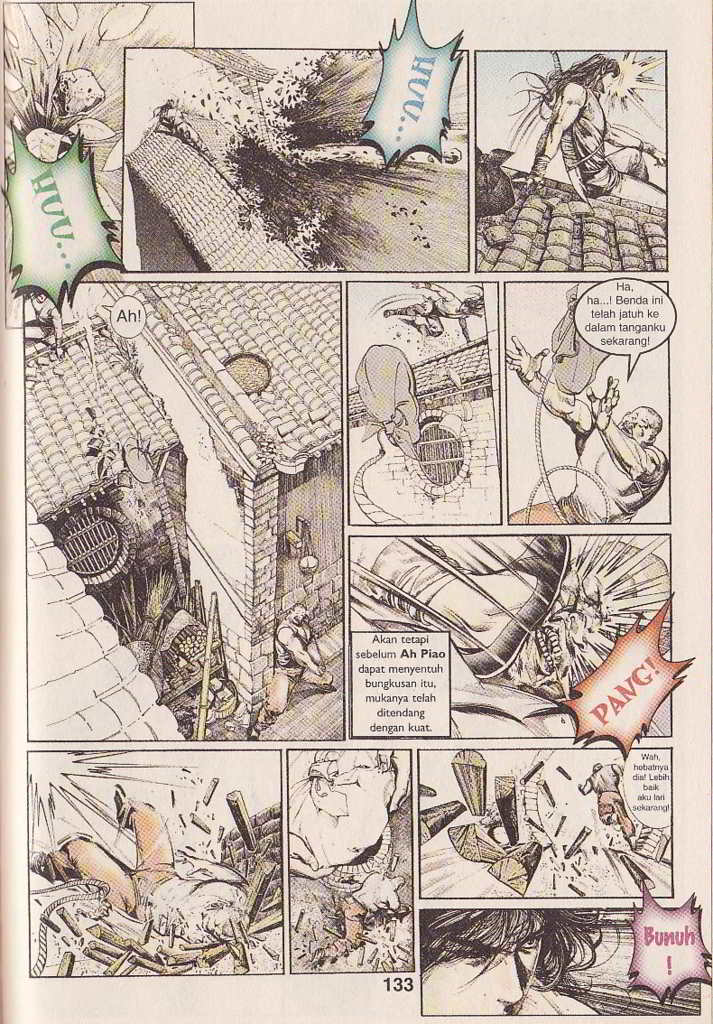 HUU...
HUU...
Ah!
Ha,
ha...! Benda ini
telah jatuh ke
dalam tanganku
sekarang!
Akan tetapi
sebelum Ah Piao
dapat menyentuh
bungkusan itu,
mukanya telah
ditendang
dengan kuat.
PANG!
Wah,
hebatnya
dia! Lebih
baik
aku lari
sekarang!
Bunuh
!
133